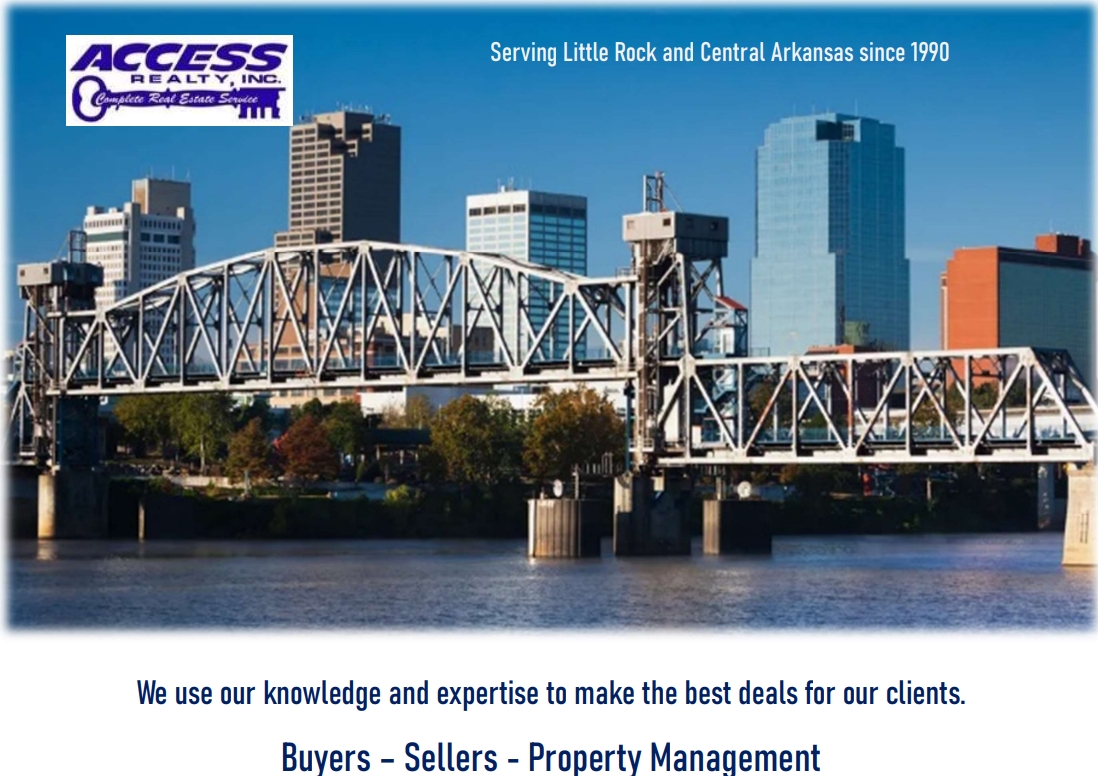 ACCESS
REALTY, INC.
Complete Real Estate Service
Serving Little Rock and Central Arkansas since 1990
We use our knowledge and expertise to make the best deals for our clients.
Buyers – Sellers - Property Management